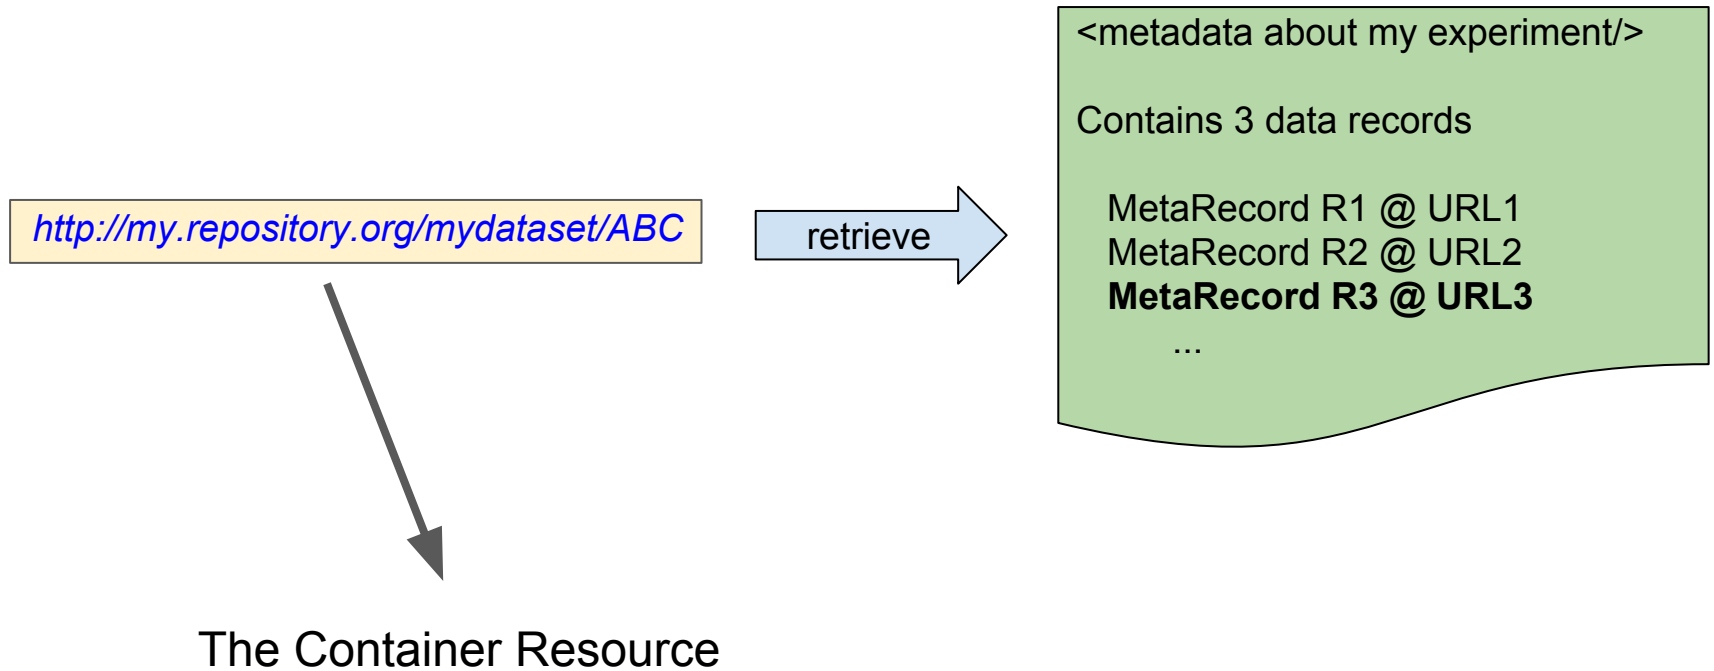 <metadata about my experiment/>
Contains 3 data records
MetaRecord R1 @ URL1
MetaRecord R2 @ URL2
MetaRecord R3 @ URL3
...
http://my.repository.org/mydataset/ABC
retrieve
The Container Resource